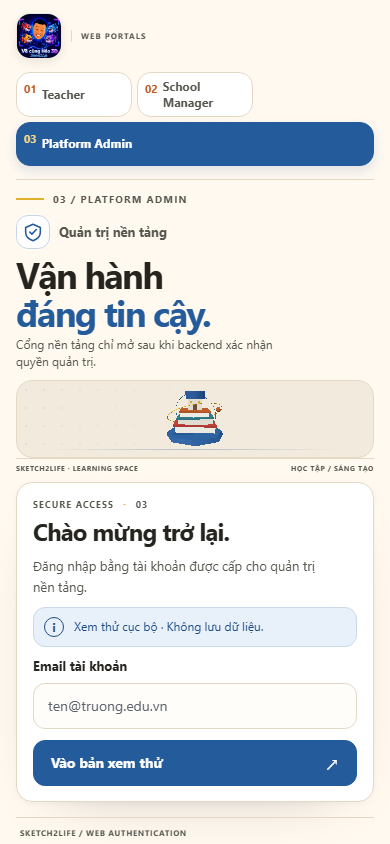 Vẽ cùng Hào 3D
WEB PORTALS
01 Teacher
02 School
Manager
03 Platform Admin
03 / PLATFORM ADMIN
Quản trị nền tảng
Vận hành
đáng tin cậy.
Cổng nền tảng chỉ mở sau khi backend xác nhận
quyền quản trị.
SKETCH2LIFE · LEARNING SPACE
HỌC TẬP / SÁNG TẠO
SECURE ACCESS · 03
Chào mừng trở lại.
Đăng nhập bằng tài khoản được cấp cho quản trị
nền tảng.
Xem thử cục bộ · Không lưu dữ liệu.
Email tài khoản
ten@truong.edu.vn
Vào bản xem thử ↗
SKETCH2LIFE / WEB AUTHENTICATION